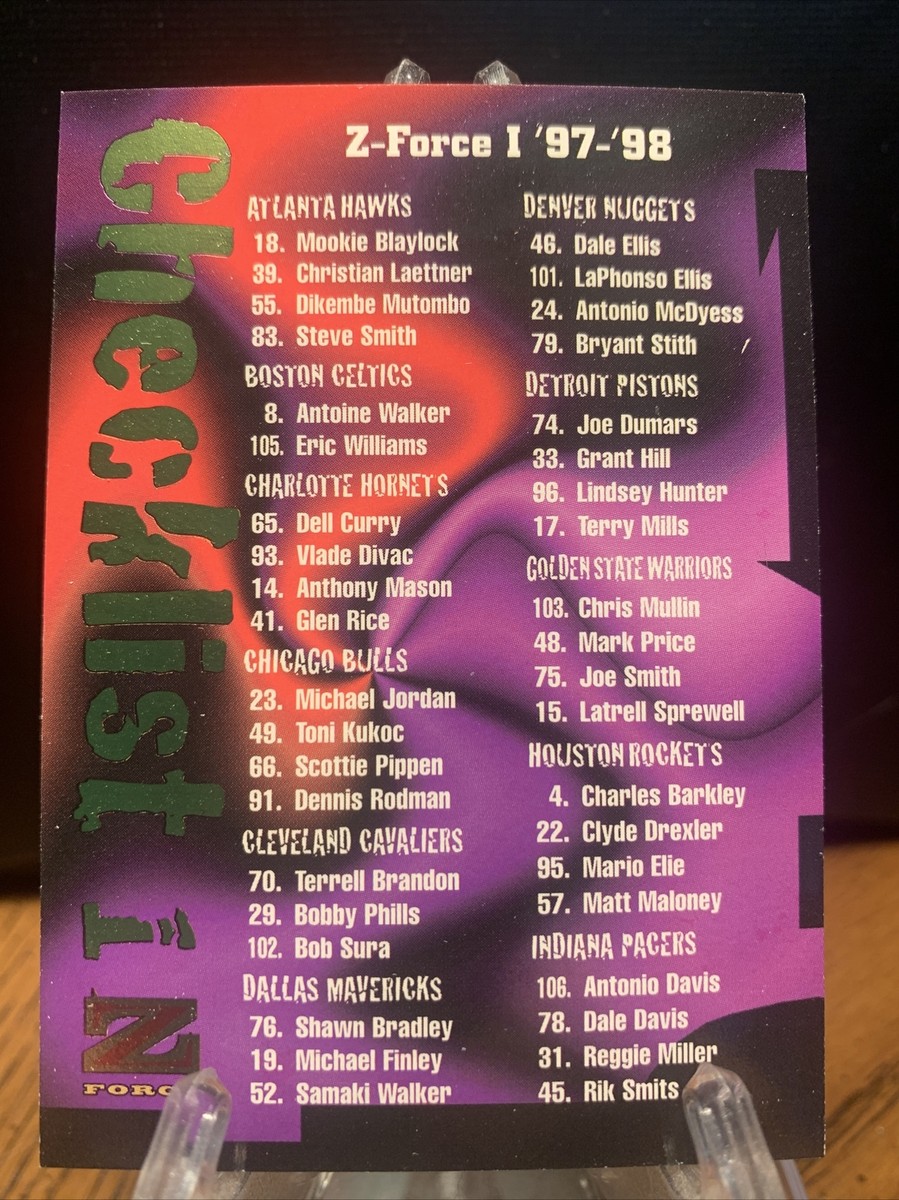 Checklist i
Z
FORC
Z-Force I '97-'98
ATLANTA HAWKS
18. Mookie Blaylock
39. Christian Laettner
55. Dikembe Mutombo
83. Steve Smith
BOSTON CELTICS
8. Antoine Walker
105. Eric Williams
CHARLOTTE HORNETS
65. Dell Curry
93. Vlade Divac
14. Anthony Mason
41. Glen Rice
CHICAGO BULLS
23. Michael Jordan
49. Toni Kukoc
66. Scottie Pippen
91. Dennis Rodman
CLEVELAND CAVALIERS
70. Terrell Brandon
29. Bobby Phills
102. Bob Sura
DALLAS MAVERICKS
76. Shawn Bradley
19. Michael Finley
52. Samaki Walker
DENVER NUGGETS
46. Dale Ellis
101. LaPhonso Ellis
24. Antonio McDyess
79. Bryant Stith
DETROIT PISTONS
74. Joe Dumars
33. Grant Hill
96. Lindsey Hunter
17. Terry Mills
GOLDEN STATE WARRIORS
103. Chris Mullin
48. Mark Price
75. Joe Smith
15. Latrell Sprewell
HOUSTON ROCKETS
4. Charles Barkley
22. Clyde Drexler
95. Mario Elie
57. Matt Maloney
INDIANA PACERS
106. Antonio Davis
78. Dale Davis
31. Reggie Miller
45. Rik Smits